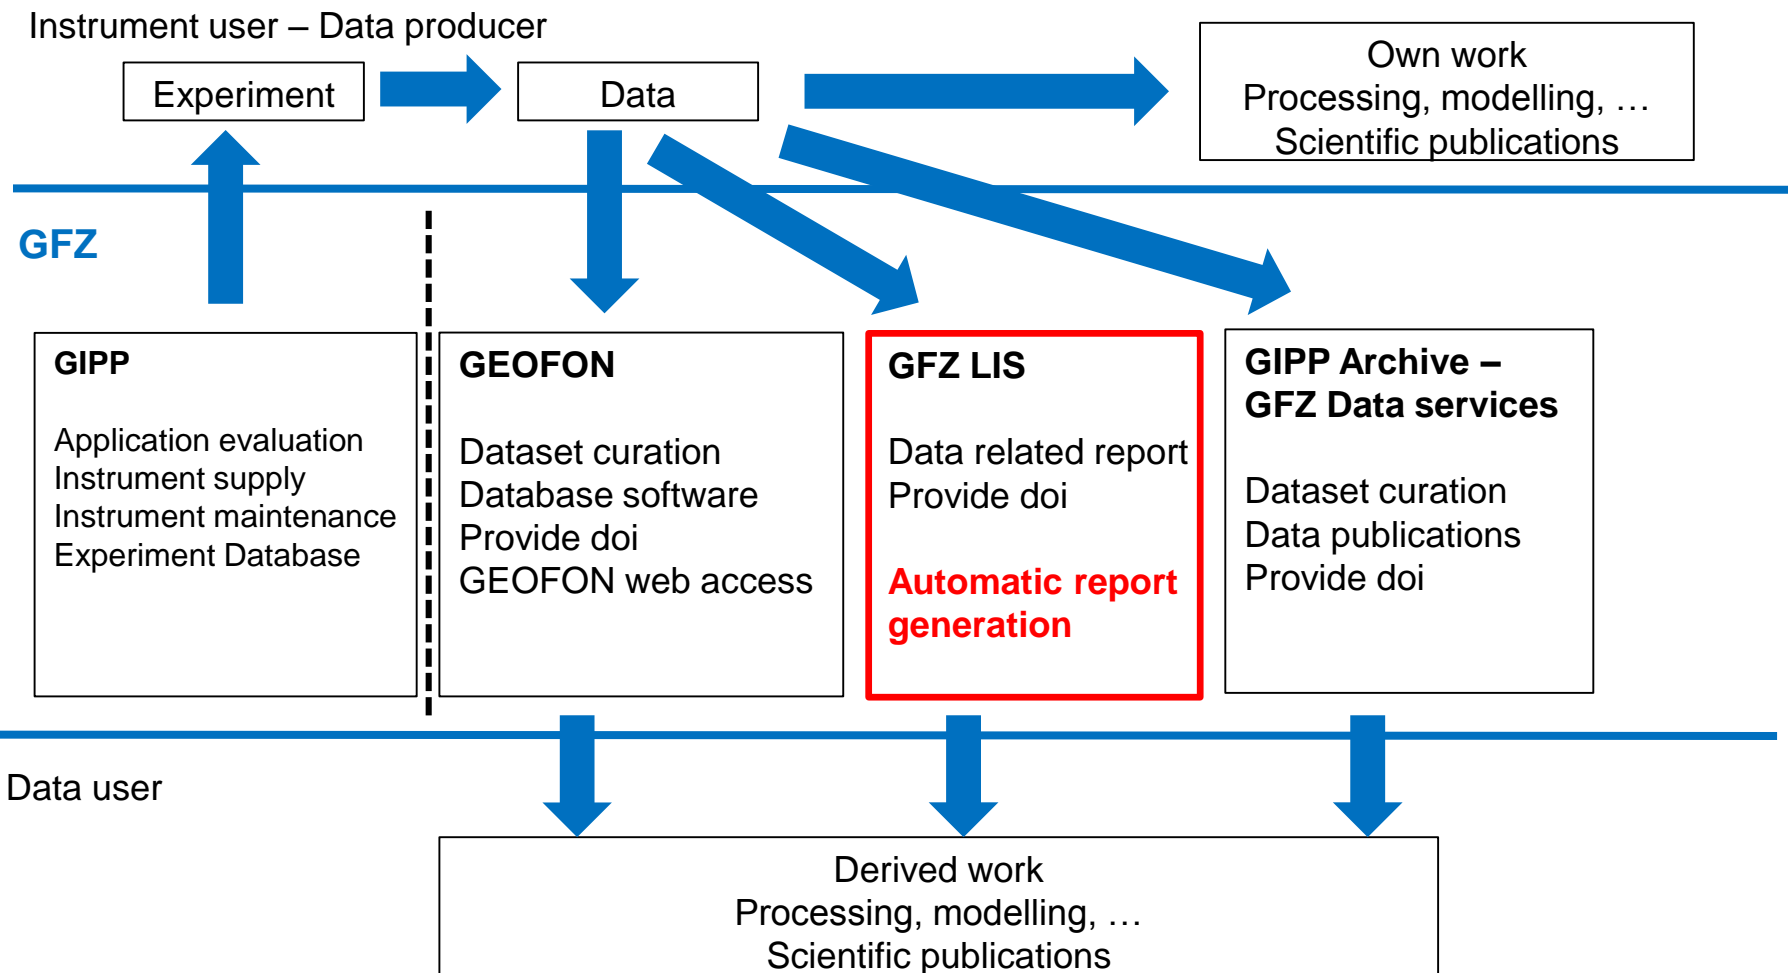 Instrument user – Data producer
Experiment
Data
Own work
Processing, modelling, …
Scientific publications
GFZ
GIPP
Application evaluation
Instrument supply
Instrument maintenance
Experiment Database
GEOFON
Dataset curation
Database software
Provide doi
GEOFON web access
GFZ LIS
Data related report
Provide doi
Automatic report
generation
GIPP Archive –
GFZ Data services
Dataset curation
Data publications
Provide doi
Data user
Derived work
Processing, modelling, …
Scientific publications